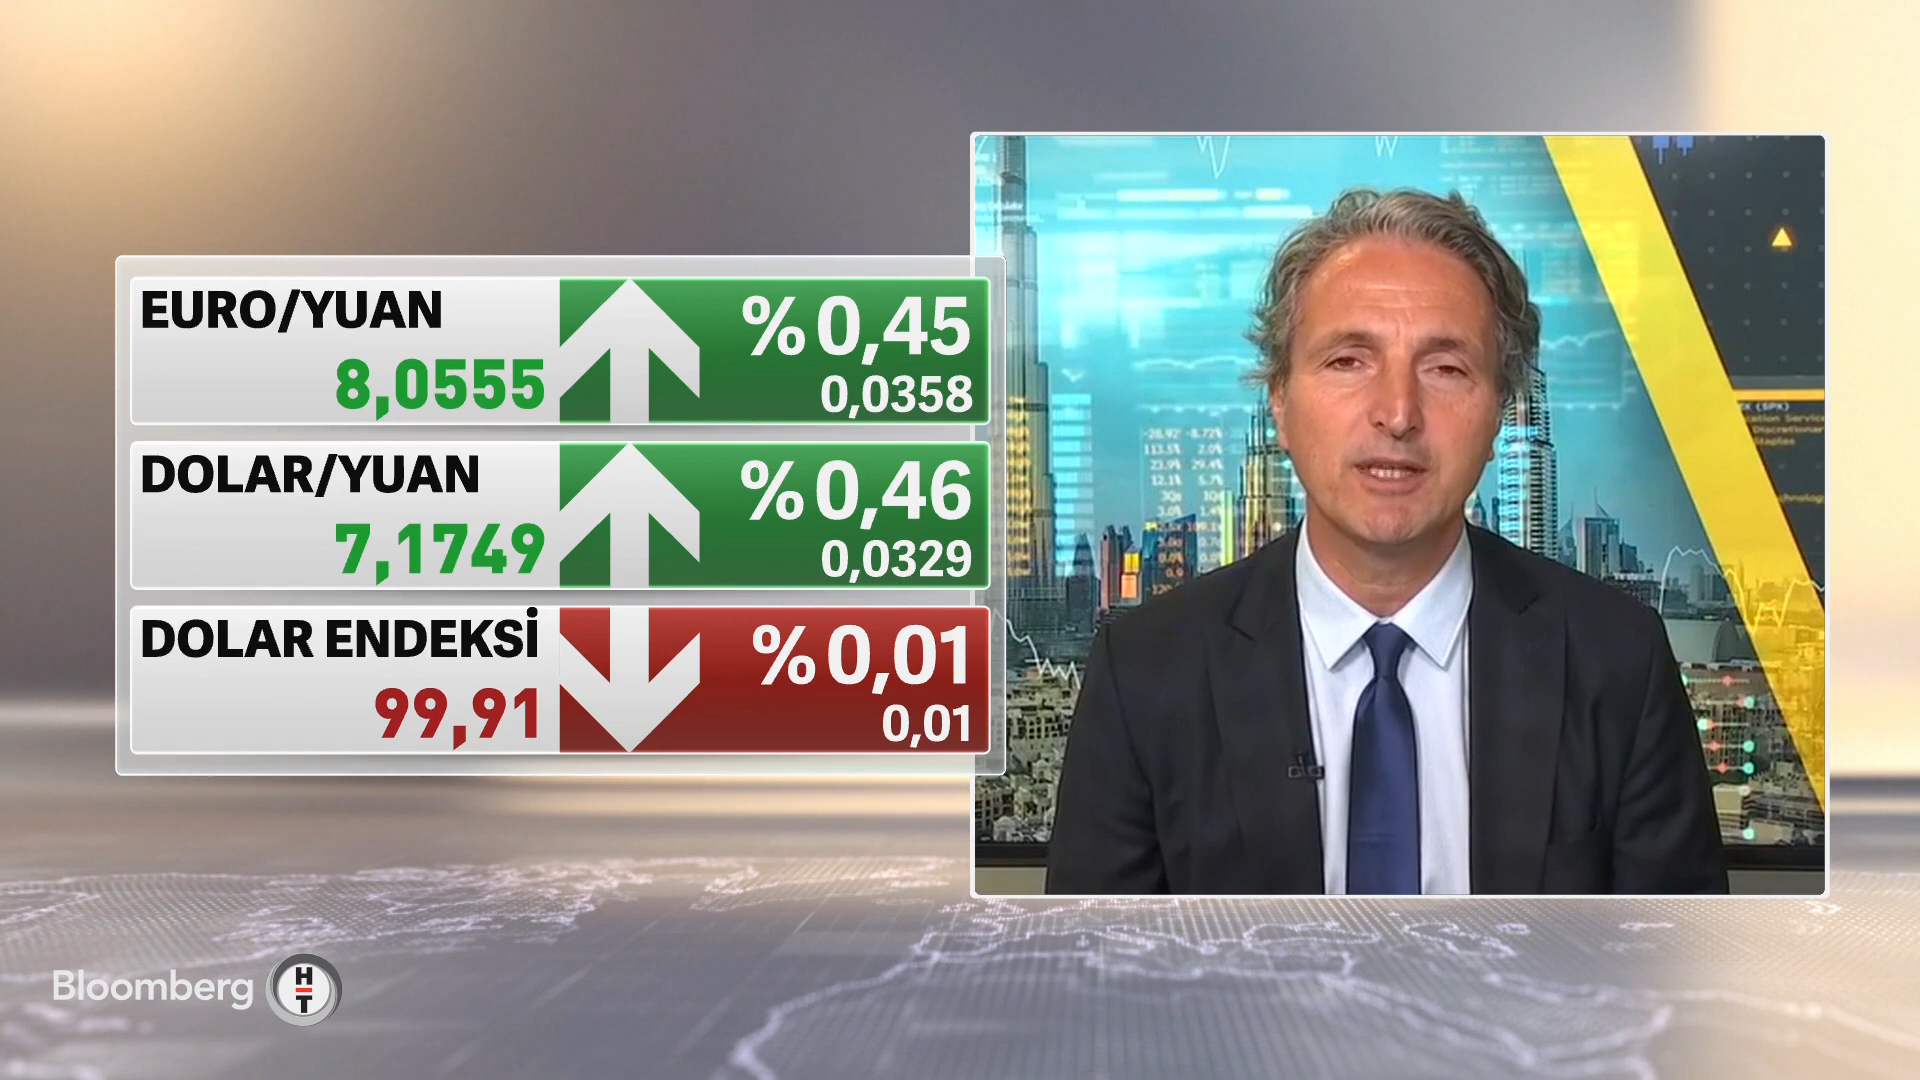 EURO/YUAN
8,0555
%0,45
0,0358
DOLAR/YUAN
7,1749
%0,46
0,0329
DOLAR ENDEKSİ
99,91
%0,01
0,01
Bloomberg HT